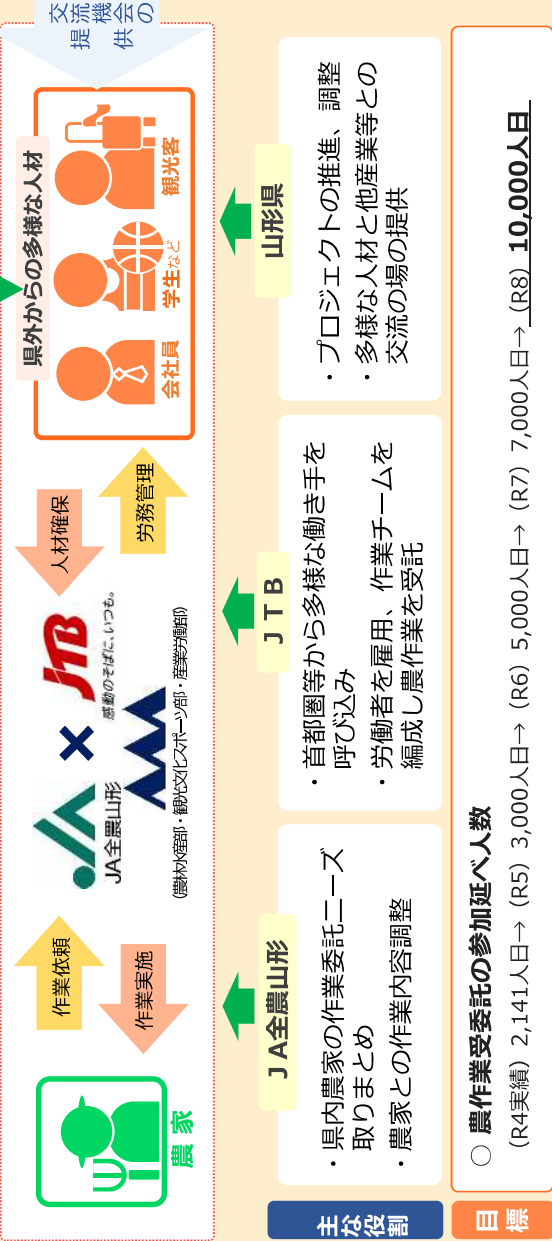 農家
作業依頼
作業実施
JA全農山形
×
JTB
感動のそばに、いつも。
(農林水産部・観光文化スポーツ部・産業労働部)
人材確保
労務管理
県外からの多様な人材
会社員
学生など
観光客
交流機会の
提供
主な役割
JA全農山形
・県内農家の作業委託ニーズ
取りまとめ
・農家との作業内容調整
JTB
・首都圏等から多様な働き手を
呼び込み
・労働者を雇用、作業チームを
編成し農作業を受託
山形県
・プロジェクトの推進、調整
・多様な人材と他産業等との
交流の場の提供
目標
○ 農作業受委託の参加延べ人数
(R4実績) 2,141人日→ (R5) 3,000人日→ (R6) 5,000人日→ (R7) 7,000人日→ (R8) 10,000人日